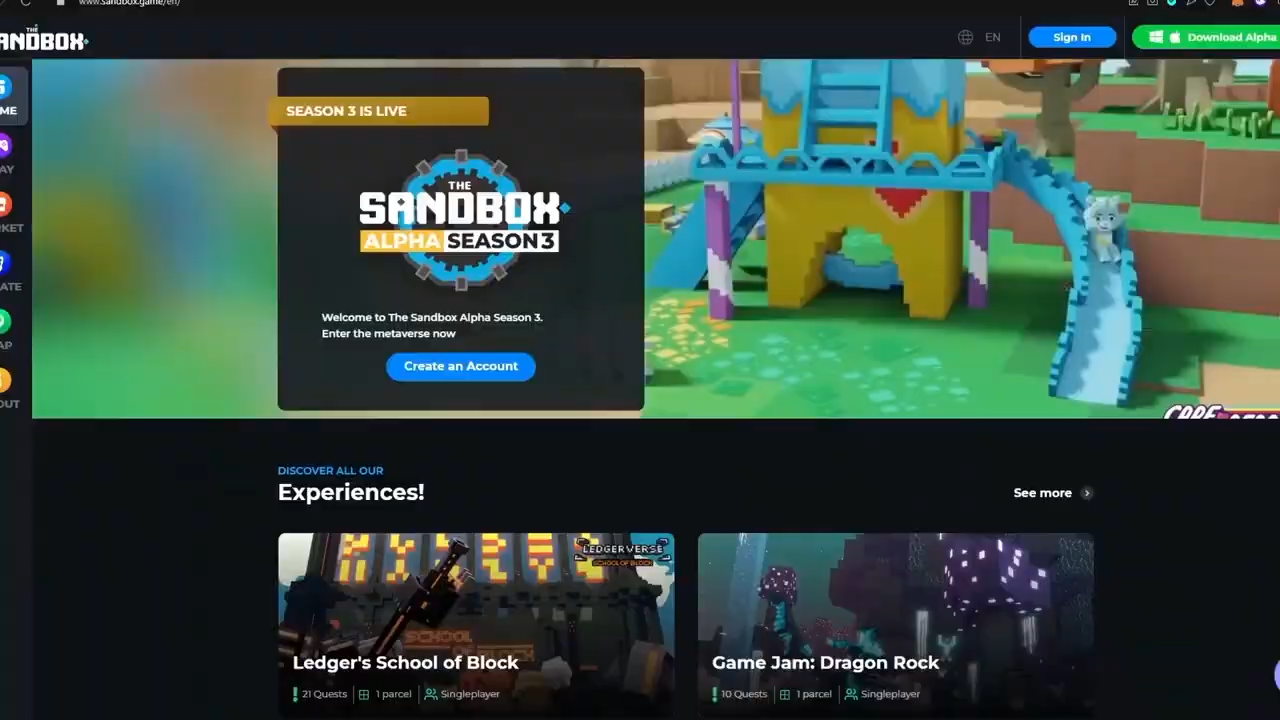 www.sandbox.game/en/
THE
ANDBOX
EN
Sign In
Download Alpha
ME
AY
KET
ATE
AP
OUT
SEASON 3 IS LIVE
THE
SANDBOX
ALPHA SEASON 3
Welcome to The Sandbox Alpha Season 3.
Enter the metaverse now
Create an Account
DISCOVER ALL OUR
Experiences!
See more
LEDGERVERSE
SCHOOL OF BLOCK
SCHOOL
Ledger's School of Block
21 Quests
1 parcel
Singleplayer
Game Jam: Dragon Rock
10 Quests
1 parcel
Singleplayer